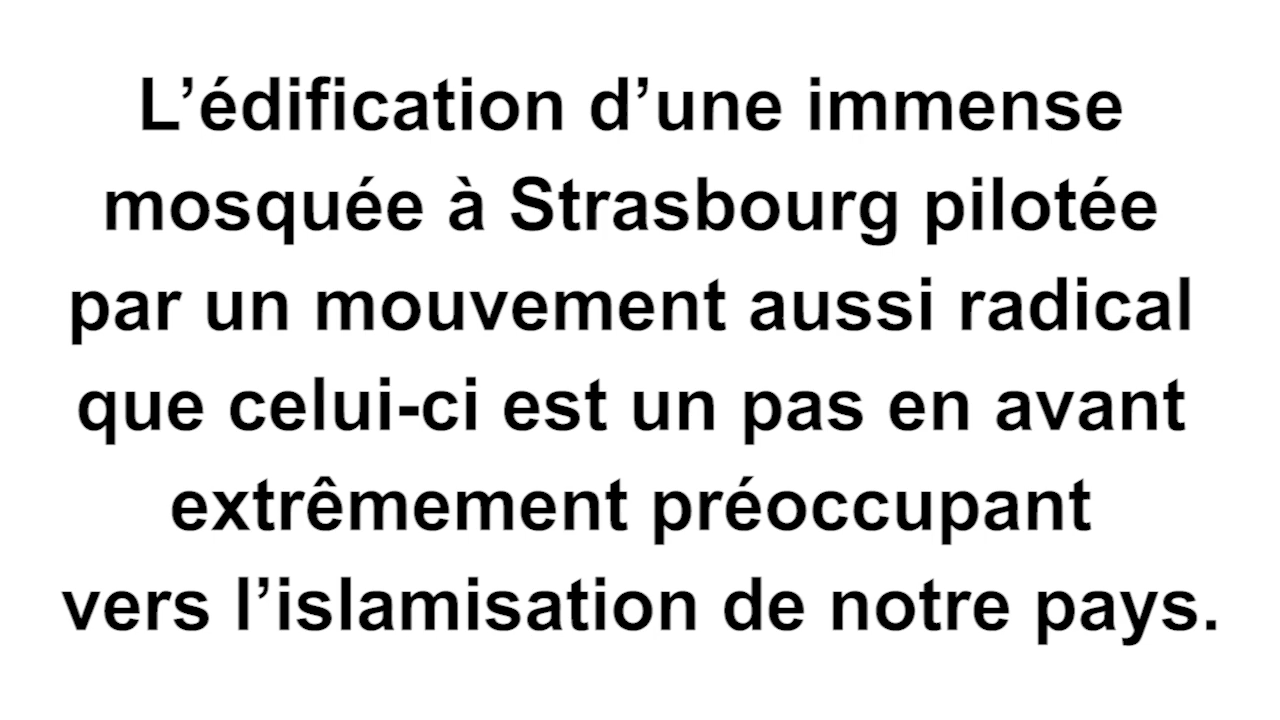 L’édification d’une immense
mosquée à Strasbourg pilotée
par un mouvement aussi radical
que celui-ci est un pas en avant
extrêmement préoccupant
vers l’islamisation de notre pays.